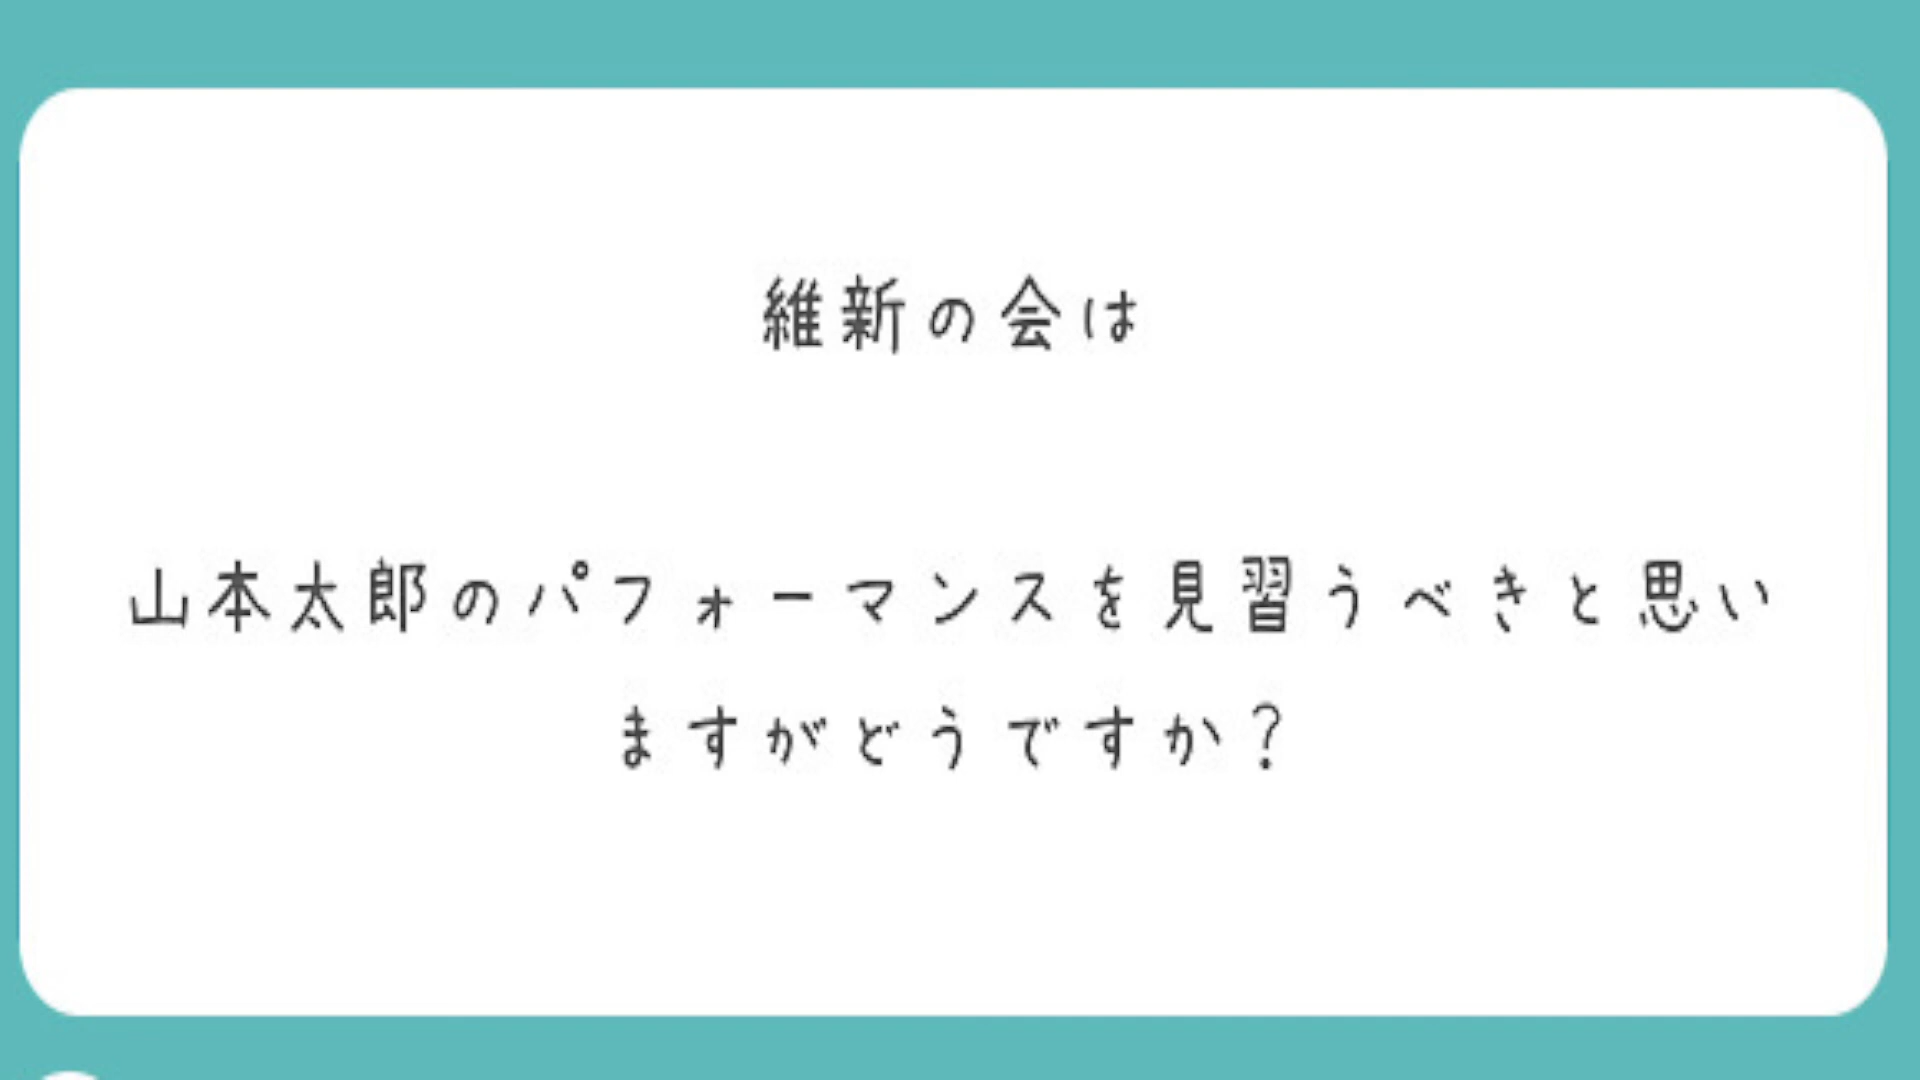 維新の会は
山本太郎のパフォーマンスを見習うべきと思い
ますがどうですか？